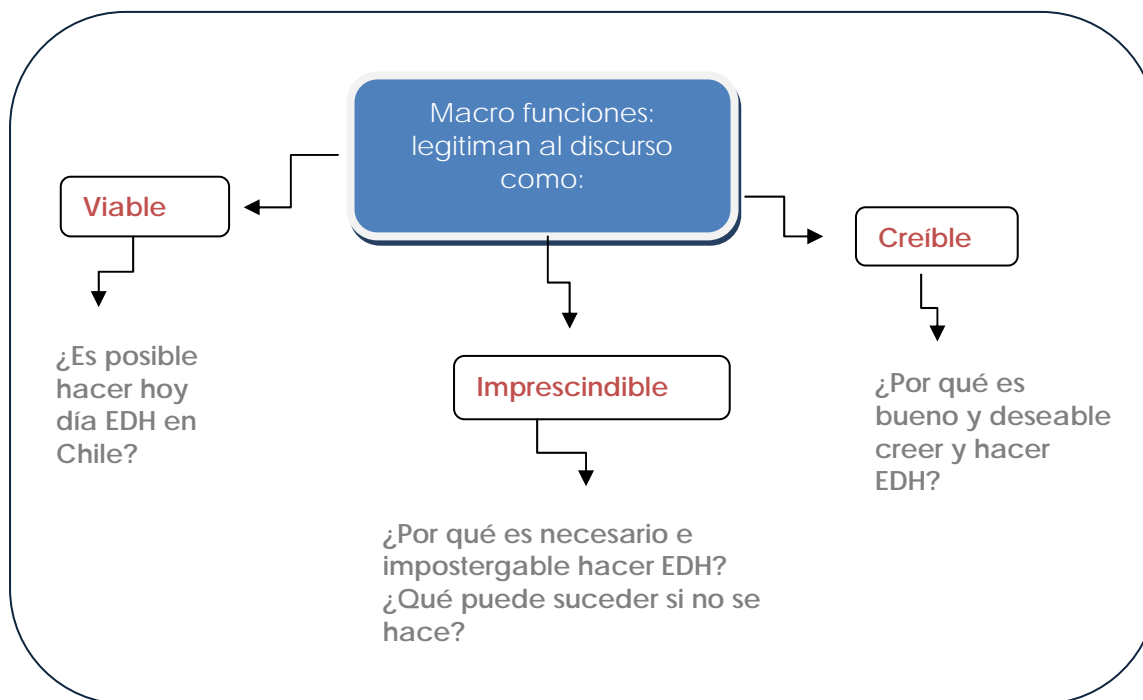 Macro funciones:
legitiman al discurso
como:
Viable
Creíble
¿Es posible
hacer hoy
día EDH en
Chile?
Imprescindible
¿Por qué es
bueno y deseable
creer y hacer
EDH?
¿Por qué es necesario e
impostergable hacer EDH?
¿Qué puede suceder si no se
hace?